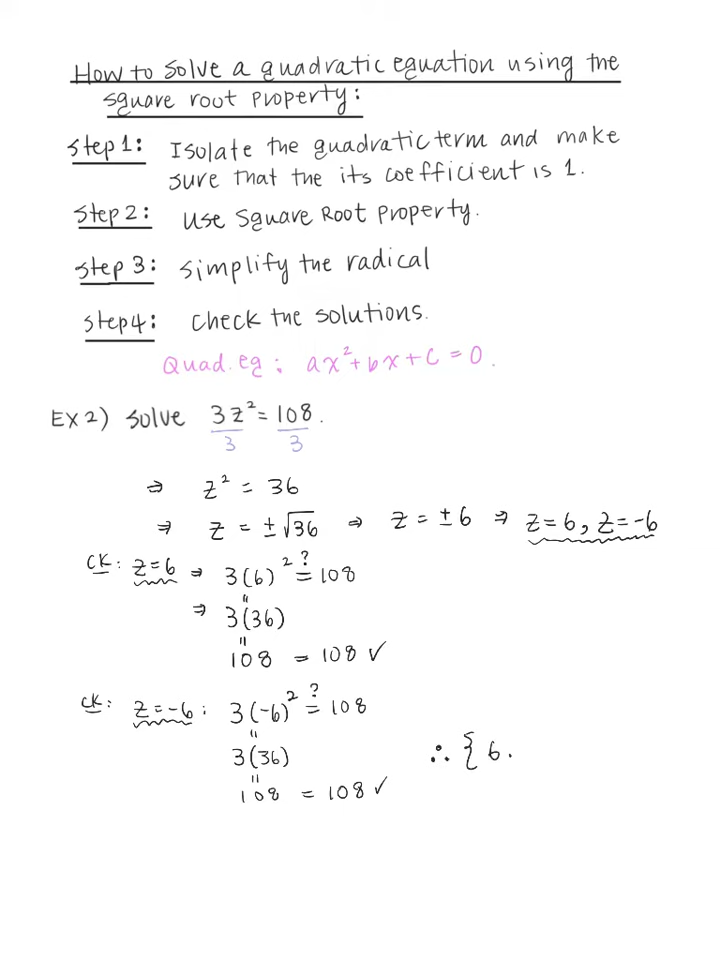 How to solve a quadratic equation using the
square root property:
Step 1: Isolate the quadratic term and make
sure that the its coefficient is 1.
Step 2: Use Square Root Property.
Step 3: Simplify the radical
Step 4: Check the solutions.
Quad. eq: ax²+bx+c=0.
EX 2) Solve 3z²=108.
3 3
⇒ z² = 36
⇒ z = ±√36 ⇒ z = ±6 ⇒ z=6, z=-6
CK: z=6 ⇒ 3(6)² ≟ 108
"
⇒ 3(36)
"
108 = 108 ✓
CK: z=-6: 3(-6)² ≟ 108
"
3(36) ∴ { 6.
"
108 = 108 ✓